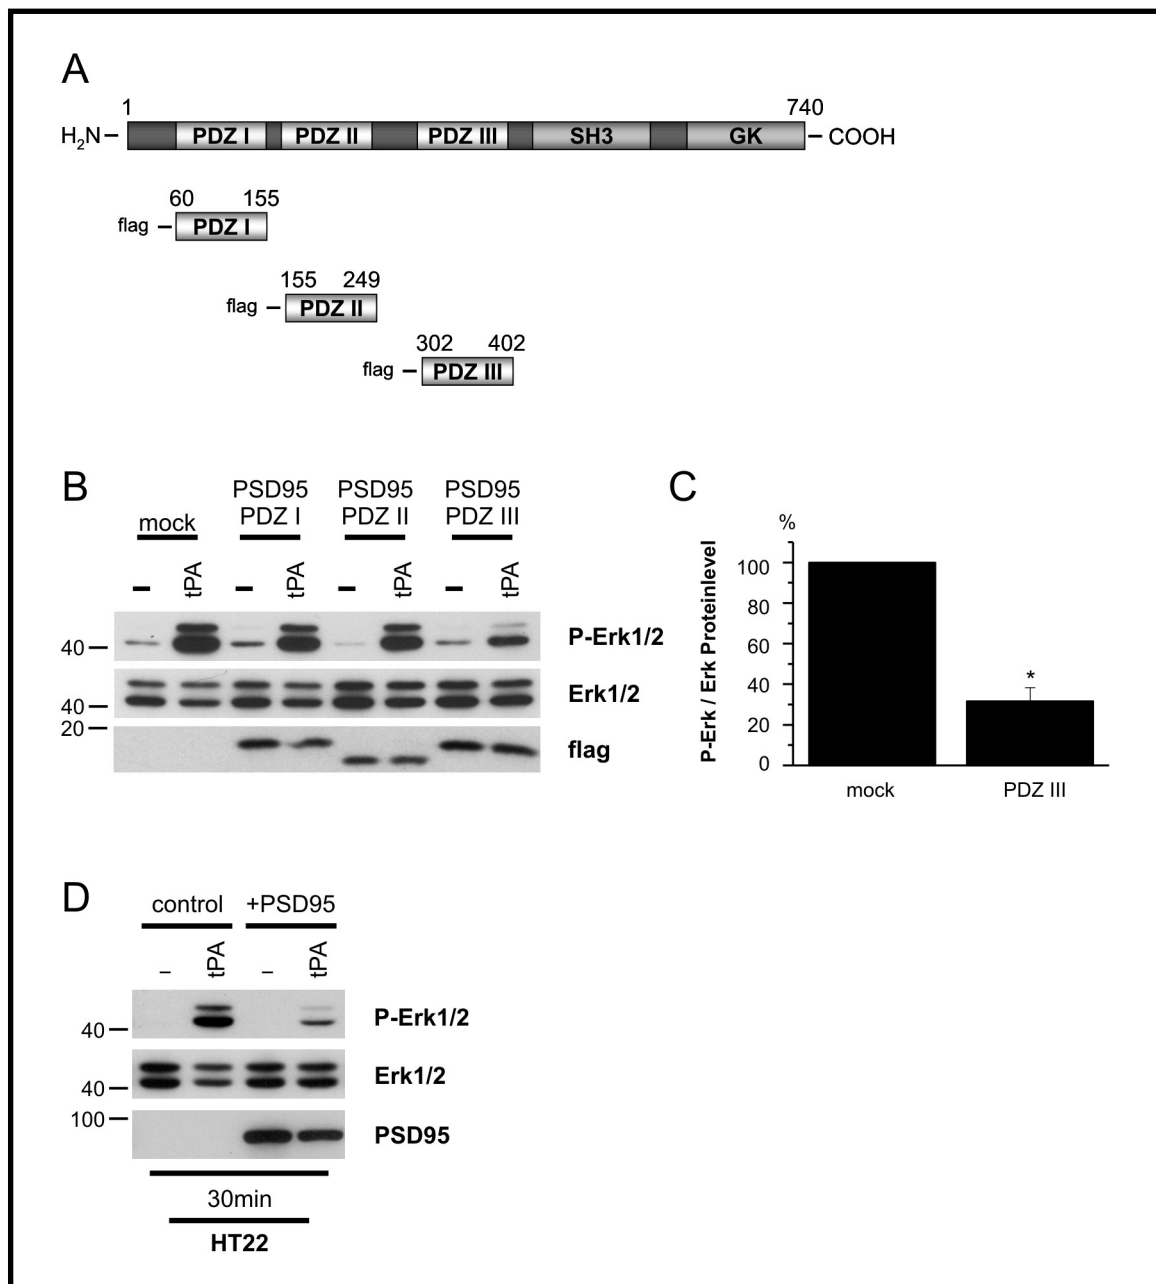 A
1 740
H2N – PDZ I PDZ II PDZ III SH3 GK – COOH
60 155
flag – PDZ I
155 249
flag – PDZ II
302 402
flag – PDZ III
B
mock PSD95 PDZ I PSD95 PDZ II PSD95 PDZ III
– tPA – tPA – tPA – tPA
40 – P-Erk1/2
40 – Erk1/2
20 – flag
C
%
P-Erk / Erk Proteinlevel
100
80
60
40
20
0
*
mock PDZ III
D
control +PSD95
– tPA – tPA
40 – P-Erk1/2
40 – Erk1/2
100 – PSD95
30min
HT22